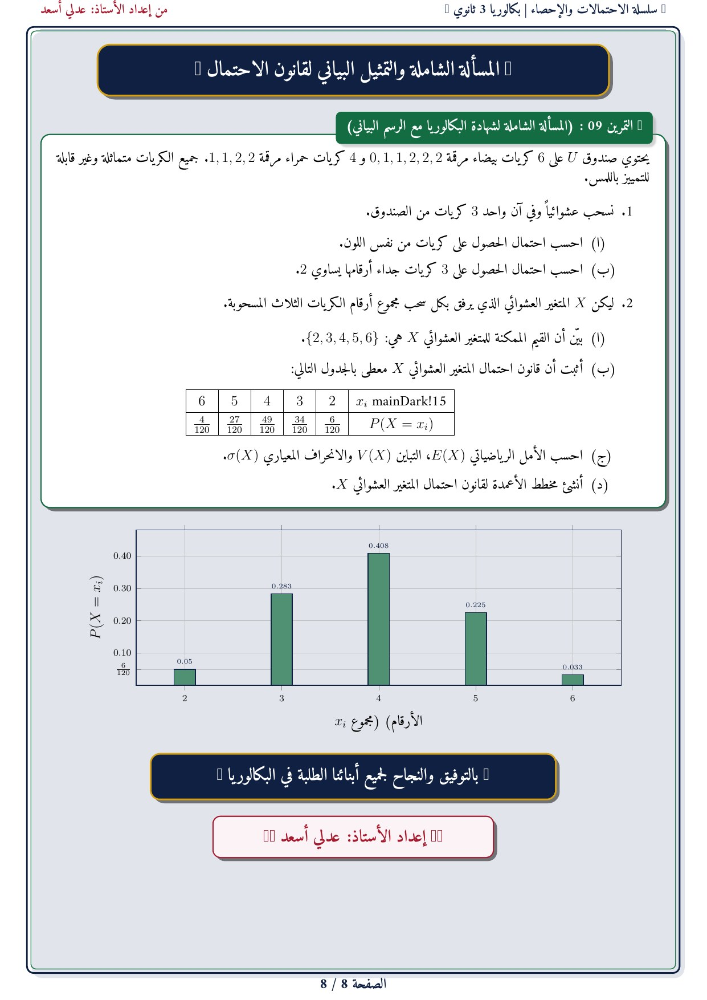 سلسلة الاحتمالات والإحصاء | بكالوريا 3 ثانوي
من إعداد الأستاذ: عدلي أسعد
المسألة الشاملة والتمثيل البياني لقانون الاحتمال
التمرين 09 : (المسألة الشاملة لشهادة البكالوريا مع الرسم البياني)
يحتوي صندوق U على 6 كريات بيضاء مرقمة 0, 1, 1, 2, 2, 2 و 4 كريات حمراء مرقمة 1, 1, 2, 2. جميع الكريات متماثلة وغير قابلة
للتمييز باللمس.
1. نسحب عشوائياً وفي آن واحد 3 كريات من الصندوق.
(ا) احسب احتمال الحصول على كريات من نفس اللون.
(ب) احسب احتمال الحصول على 3 كريات جداء أرقامها يساوي 2.
2. ليكن X المتغير العشوائي الذي يرفق بكل سحب مجموع أرقام الكريات الثلاث المسحوبة.
(ا) بيّن أن القيم الممكنة للمتغير العشوائي X هي: {2, 3, 4, 5, 6}.
(ب) أثبت أن قانون احتمال المتغير العشوائي X معطى بالجدول التالي:
6 5 4 3 2 x_i mainDark!15
4/120 27/120 49/120 34/120 6/120 P(X = x_i)
(ج) احسب الأمل الرياضياتي E(X)، التباين V(X) والانحراف المعياري σ(X).
(د) أنشئ مخطط الأعمدة لقانون احتمال المتغير العشوائي X.
P(X = x_i)
0.40
0.30
0.20
0.10
6/120
0.05
0.283
0.408
0.225
0.033
2 3 4 5 6
x_i الأرقام) (مجموع
بالتوفيق والنجاح لجميع أبنائنا الطلبة في البكالوريا
إعداد الأستاذ: عدلي أسعد
الصفحة 8 / 8